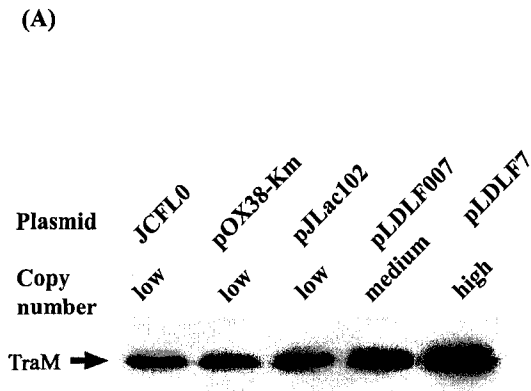 (A)
Plasmid JCFL0 pOX38-Km pJLac102 pLDLF007 pLDLF7
Copy number low low low medium high
TraM